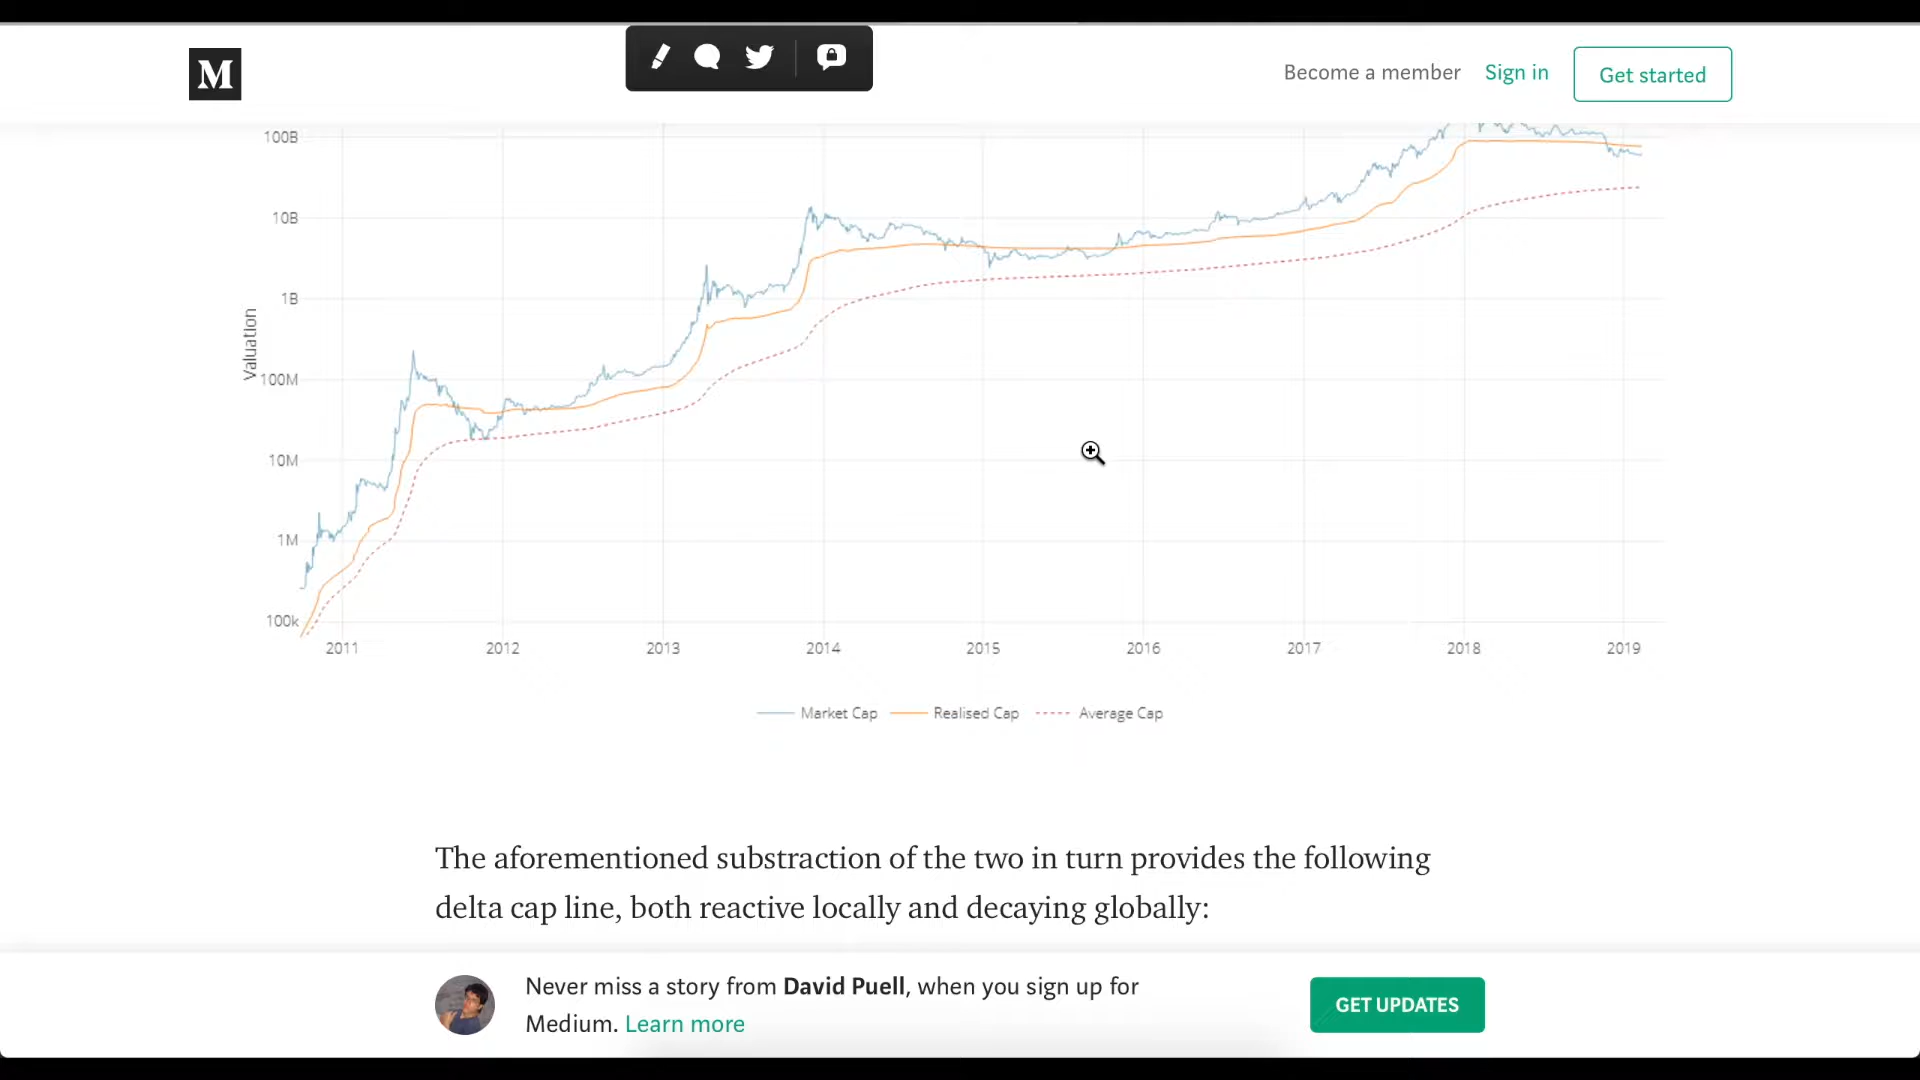 M
Become a member Sign in Get started
100B
10B
1B
100M
10M
1M
100k
Valuation
2011 2012 2013 2014 2015 2016 2017 2018 2019
Market Cap Realised Cap Average Cap
The aforementioned substraction of the two in turn provides the following
delta cap line, both reactive locally and decaying globally:
Never miss a story from David Puell, when you sign up for
Medium. Learn more
GET UPDATES